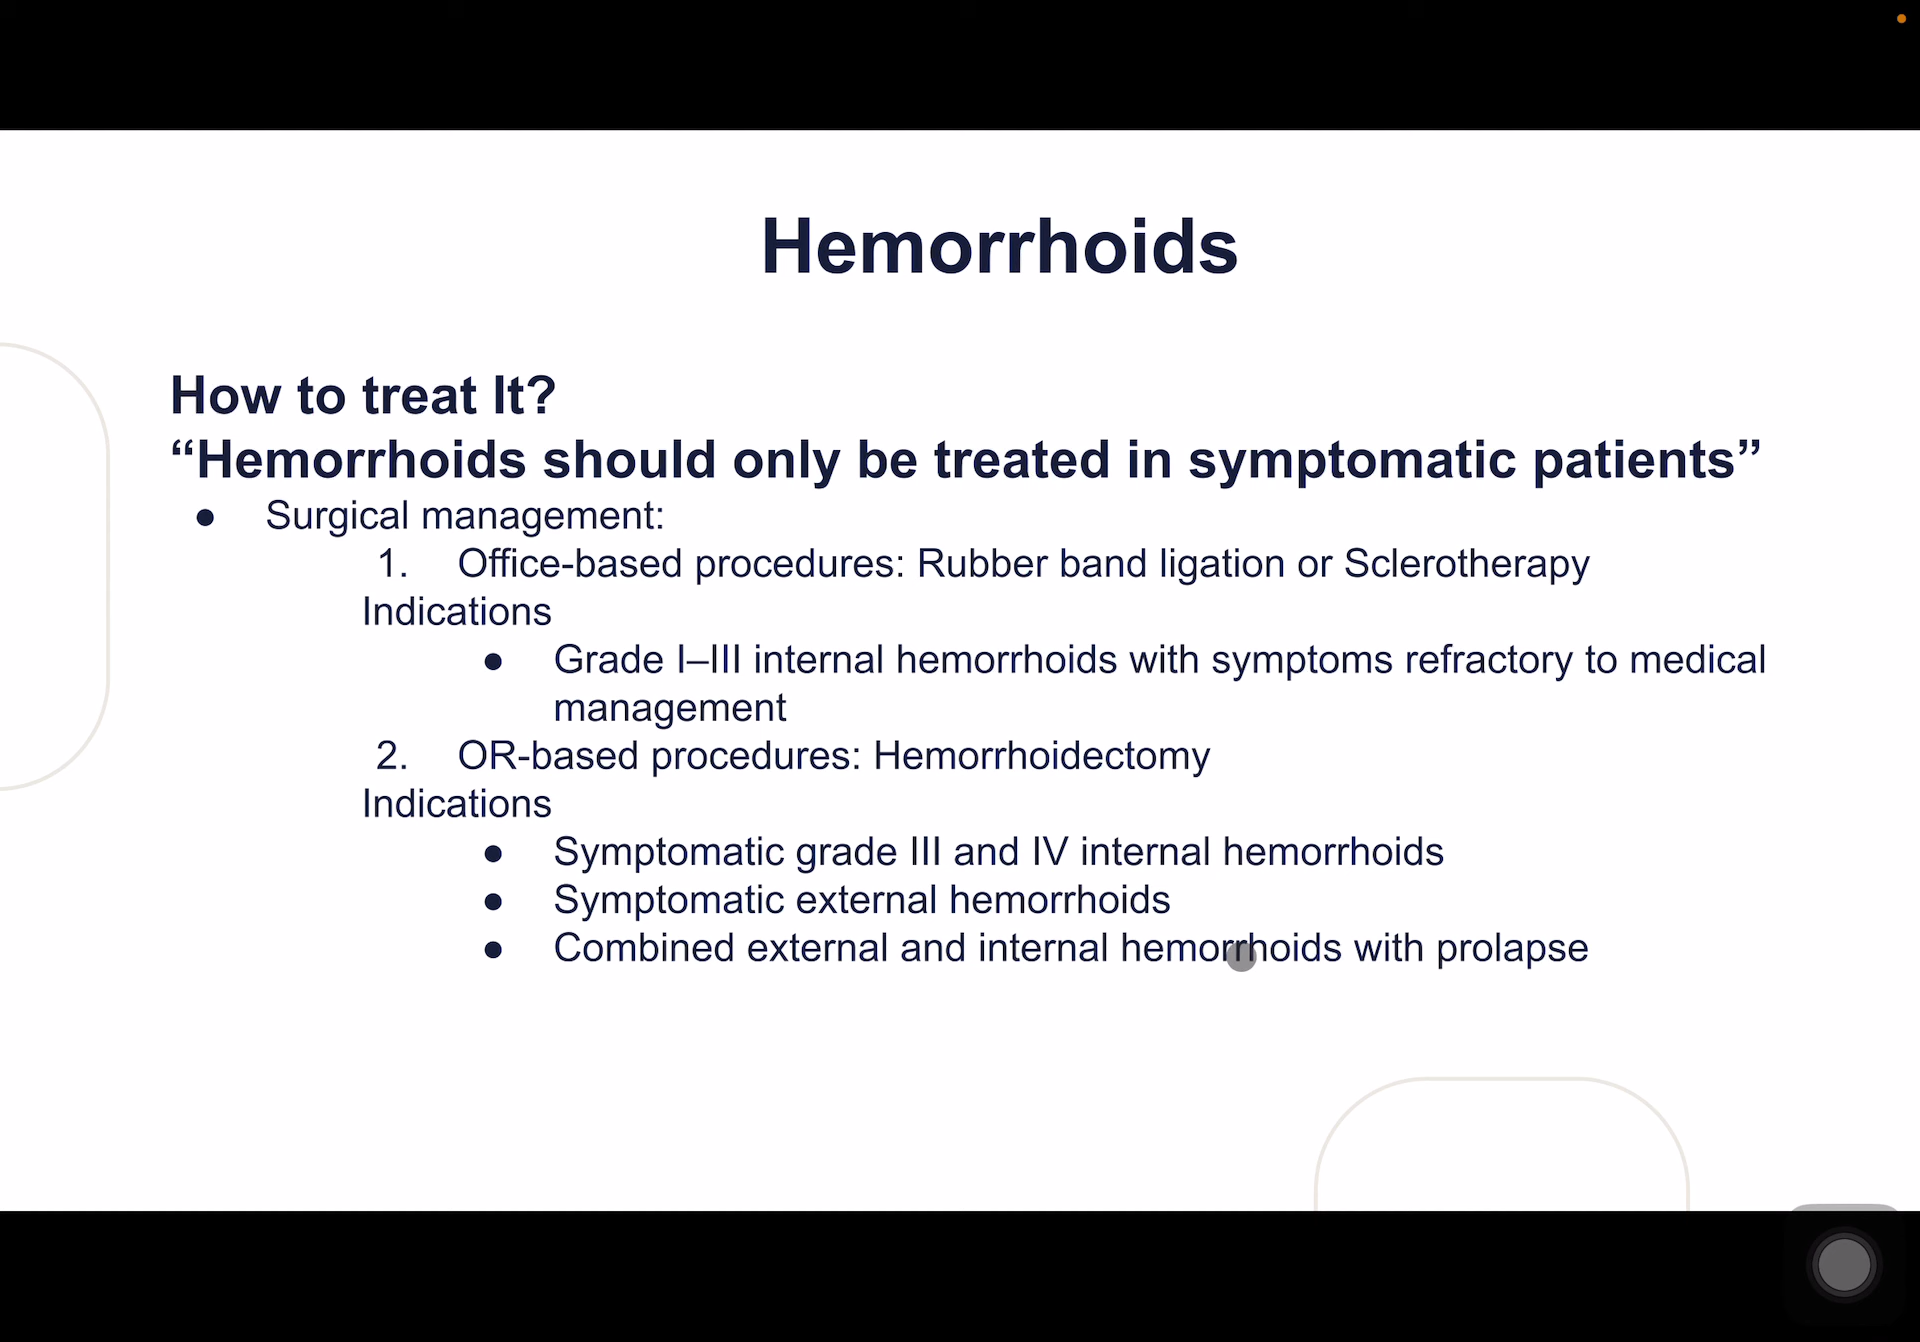 Hemorrhoids
How to treat It?
“Hemorrhoids should only be treated in symptomatic patients”
● Surgical management:
1. Office-based procedures: Rubber band ligation or Sclerotherapy
Indications
● Grade I–III internal hemorrhoids with symptoms refractory to medical
management
2. OR-based procedures: Hemorrhoidectomy
Indications
● Symptomatic grade III and IV internal hemorrhoids
● Symptomatic external hemorrhoids
● Combined external and internal hemorrhoids with prolapse